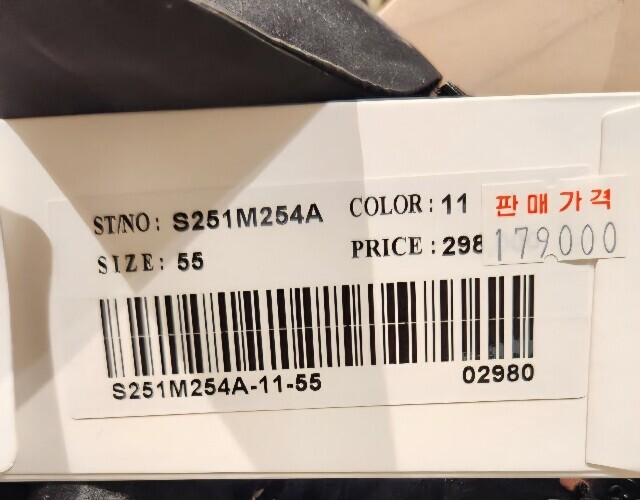 ST/NO: S251M254A COLOR: 11
SIZE: 55 PRICE: 298
판매가격
179000
S251M254A-11-55 02980